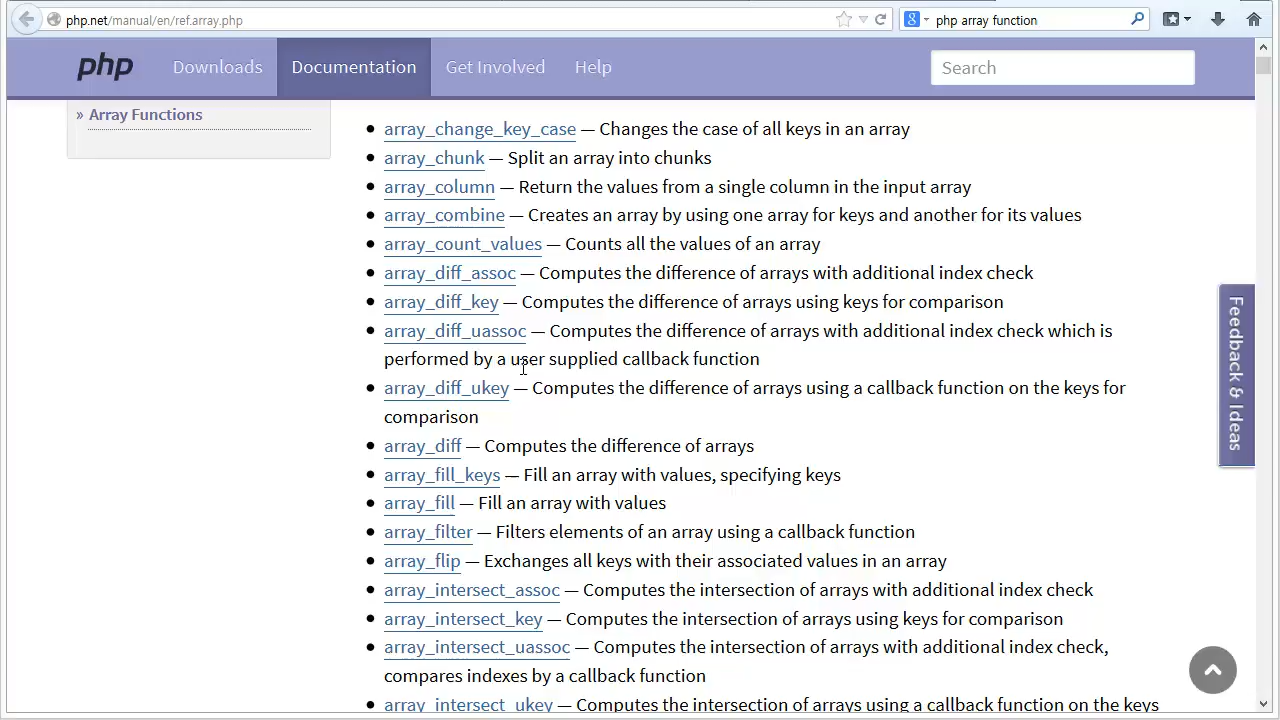 php.net/manual/en/ref.array.php
php array function
php Downloads Documentation Get Involved Help Search
» Array Functions
array_change_key_case — Changes the case of all keys in an array
array_chunk — Split an array into chunks
array_column — Return the values from a single column in the input array
array_combine — Creates an array by using one array for keys and another for its values
array_count_values — Counts all the values of an array
array_diff_assoc — Computes the difference of arrays with additional index check
array_diff_key — Computes the difference of arrays using keys for comparison
array_diff_uassoc — Computes the difference of arrays with additional index check which is
performed by a user supplied callback function
array_diff_ukey — Computes the difference of arrays using a callback function on the keys for
comparison
array_diff — Computes the difference of arrays
array_fill_keys — Fill an array with values, specifying keys
array_fill — Fill an array with values
array_filter — Filters elements of an array using a callback function
array_flip — Exchanges all keys with their associated values in an array
array_intersect_assoc — Computes the intersection of arrays with additional index check
array_intersect_key — Computes the intersection of arrays using keys for comparison
array_intersect_uassoc — Computes the intersection of arrays with additional index check,
compares indexes by a callback function
array_intersect_ukey — Computes the intersection of arrays using a callback function on the keys
Feedback & Ideas